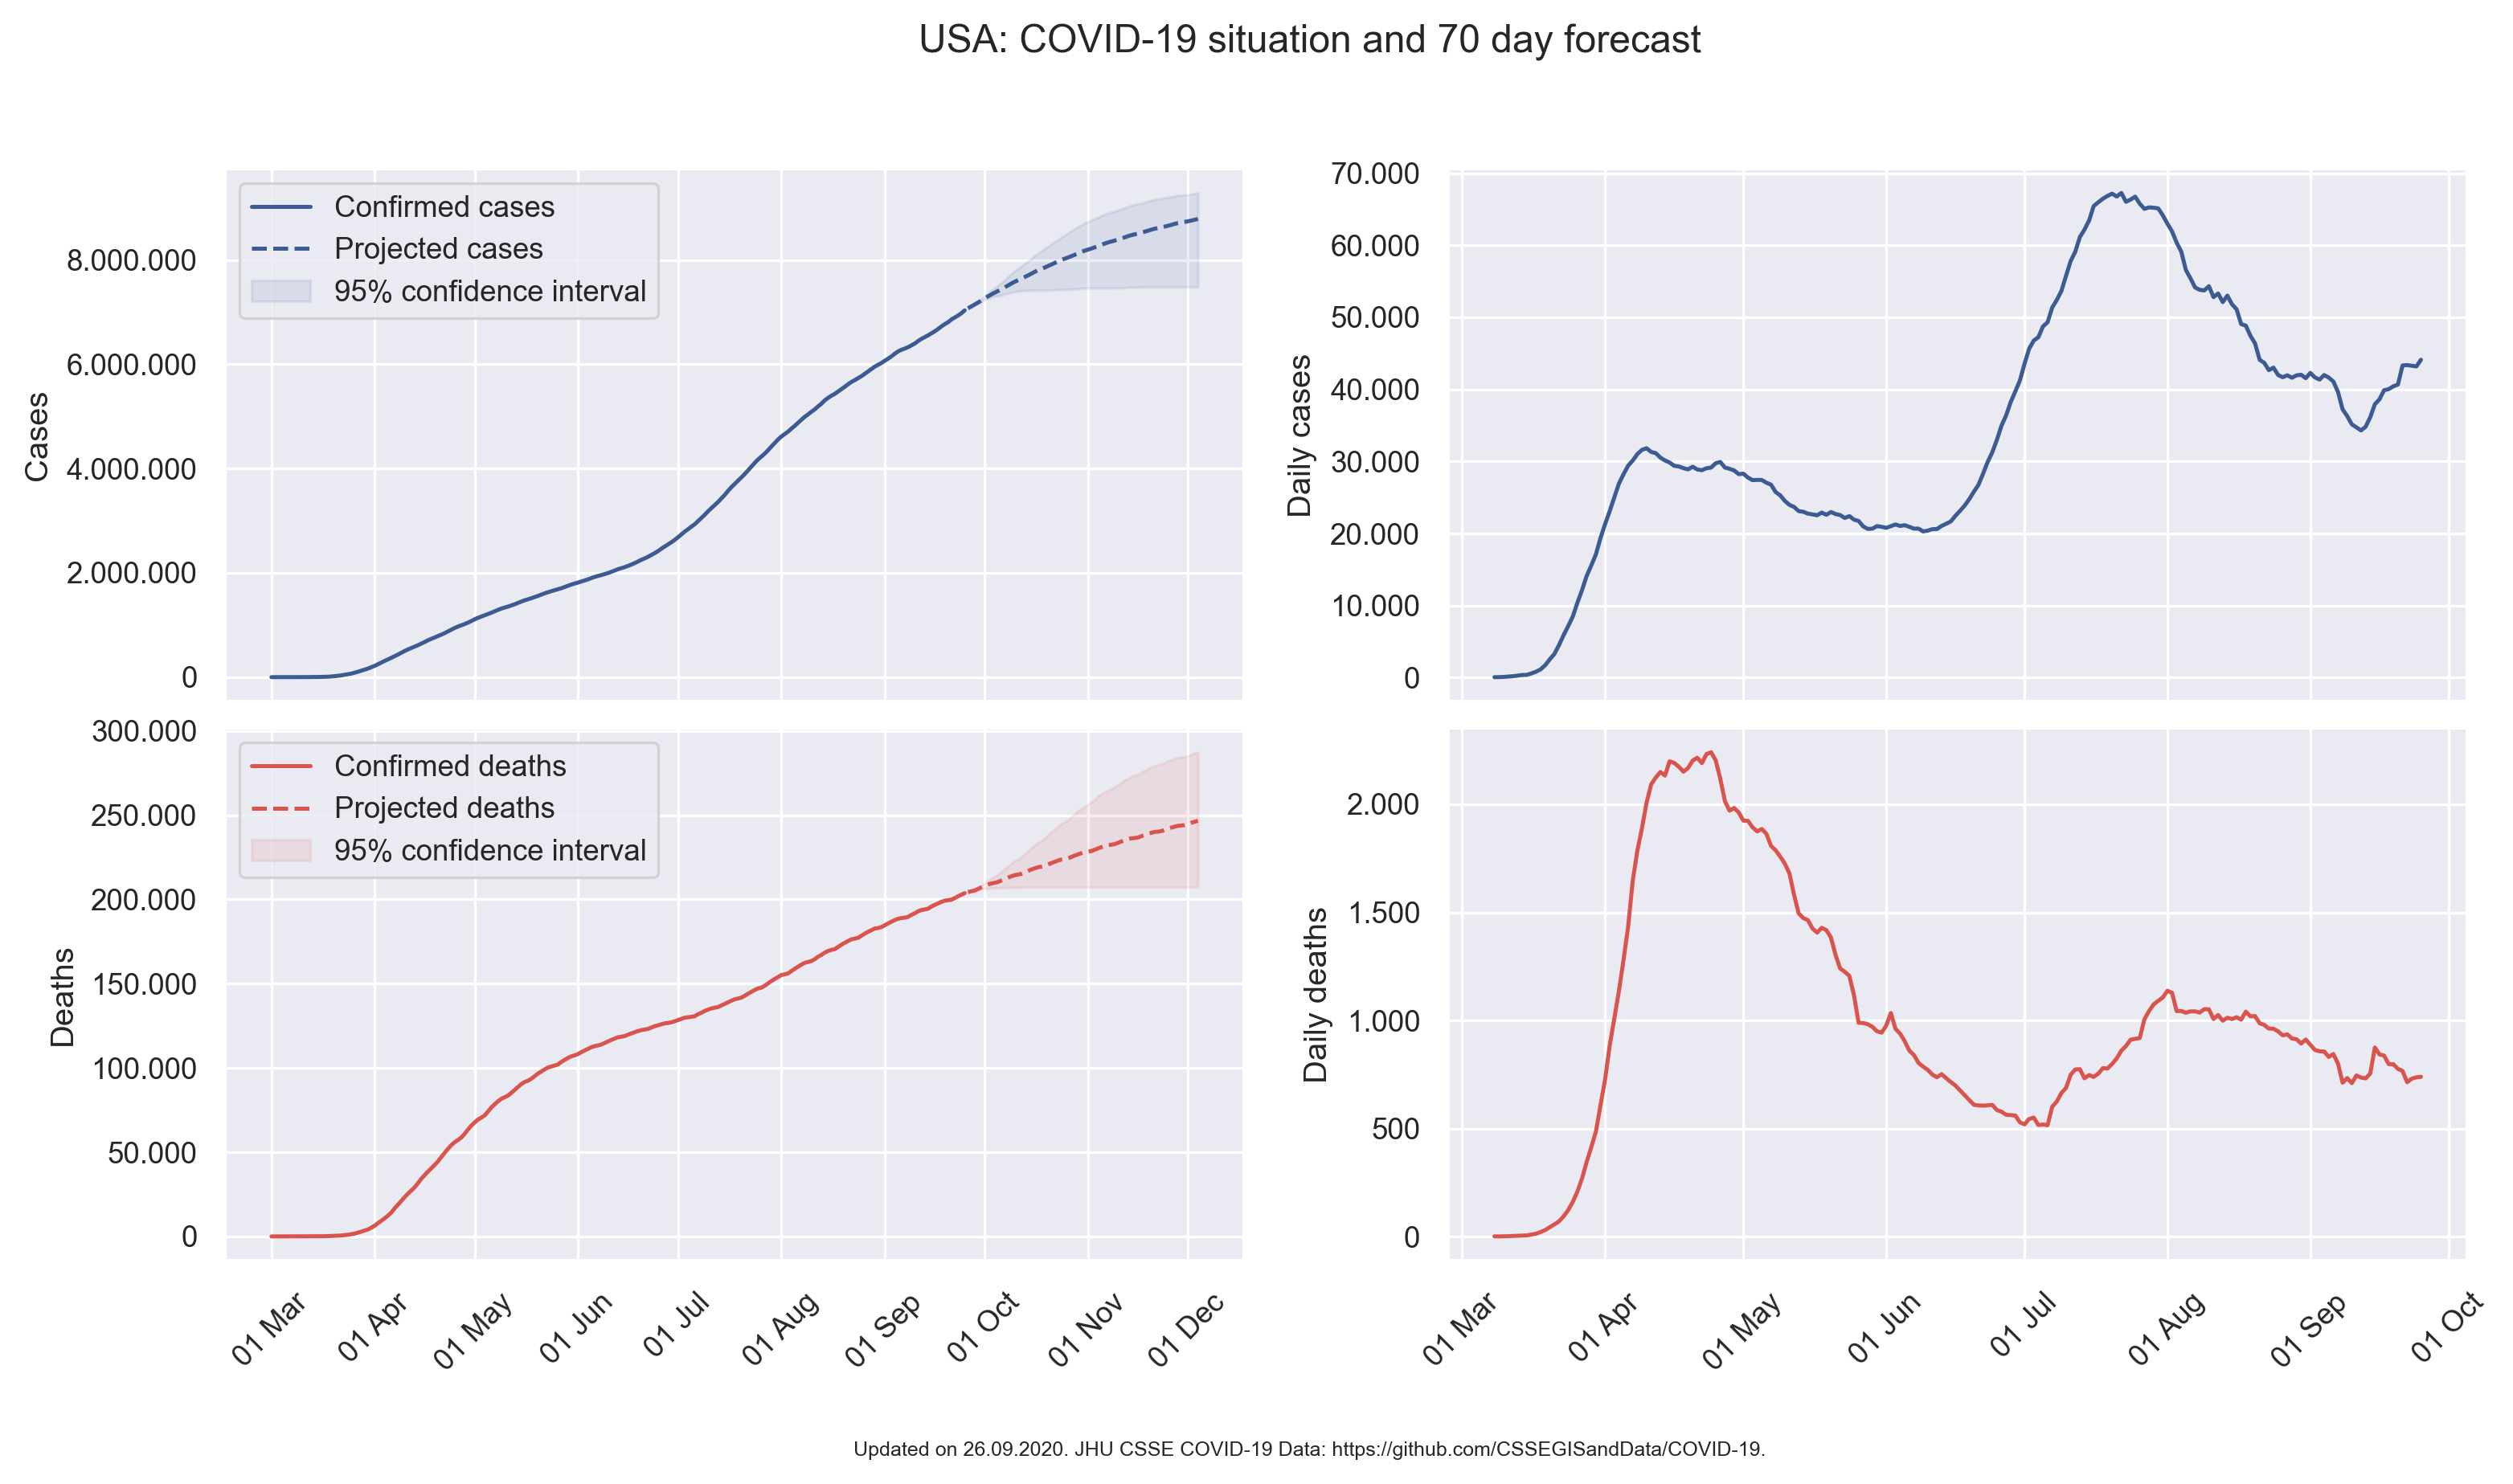 USA: COVID-19 situation and 70 day forecast
Confirmed cases
Projected cases
95% confidence interval
Cases
8.000.000
6.000.000
4.000.000
2.000.000
0
Daily cases
70.000
60.000
50.000
40.000
30.000
20.000
10.000
0
Confirmed deaths
Projected deaths
95% confidence interval
Deaths
300.000
250.000
200.000
150.000
100.000
50.000
0
01 Mar
01 Apr
01 May
01 Jun
01 Jul
01 Aug
01 Sep
01 Oct
01 Nov
01 Dec
Daily deaths
2.000
1.500
1.000
500
0
01 Mar
01 Apr
01 May
01 Jun
01 Jul
01 Aug
01 Sep
01 Oct
Updated on 26.09.2020. JHU CSSE COVID-19 Data: https://github.com/CSSEGISandData/COVID-19.